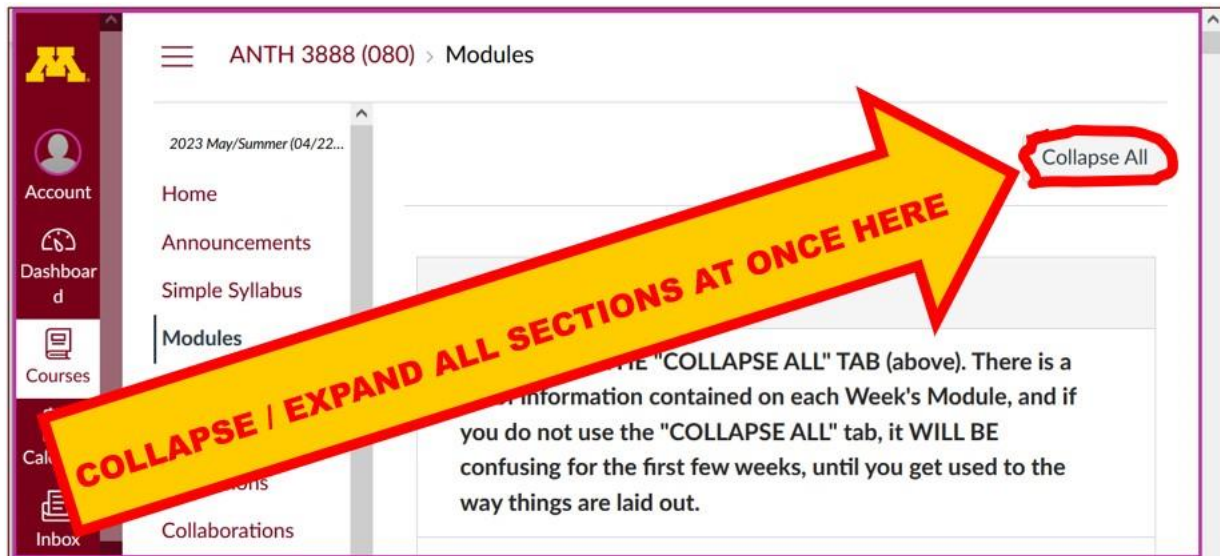 M
ANTH 3888 (080) > Modules
2023 May/Summer (04/22...
Collapse All
Account
Home
Announcements
Dashboar
d
Simple Syllabus
Modules
Courses
COLLAPSE / EXPAND ALL SECTIONS AT ONCE HERE
"COLLAPSE ALL" TAB (above). There is a
information contained on each Week's Module, and if
you do not use the "COLLAPSE ALL" tab, it WILL BE
confusing for the first few weeks, until you get used to the
way things are laid out.
Collaborations
Inbox